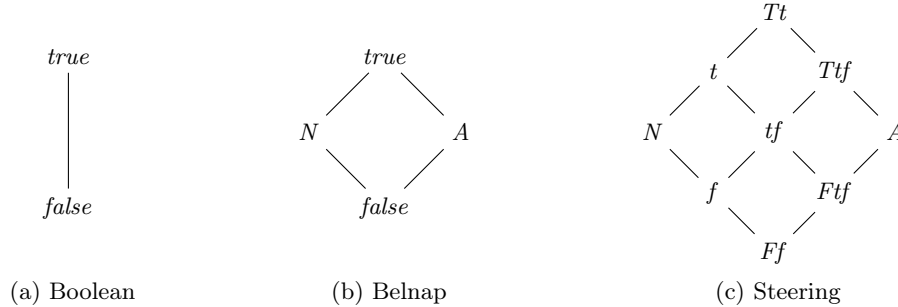 true
false
(a) Boolean
true
N A
false
(b) Belnap
Tt
t Ttf
N tf A
f Ftf
Ff
(c) Steering